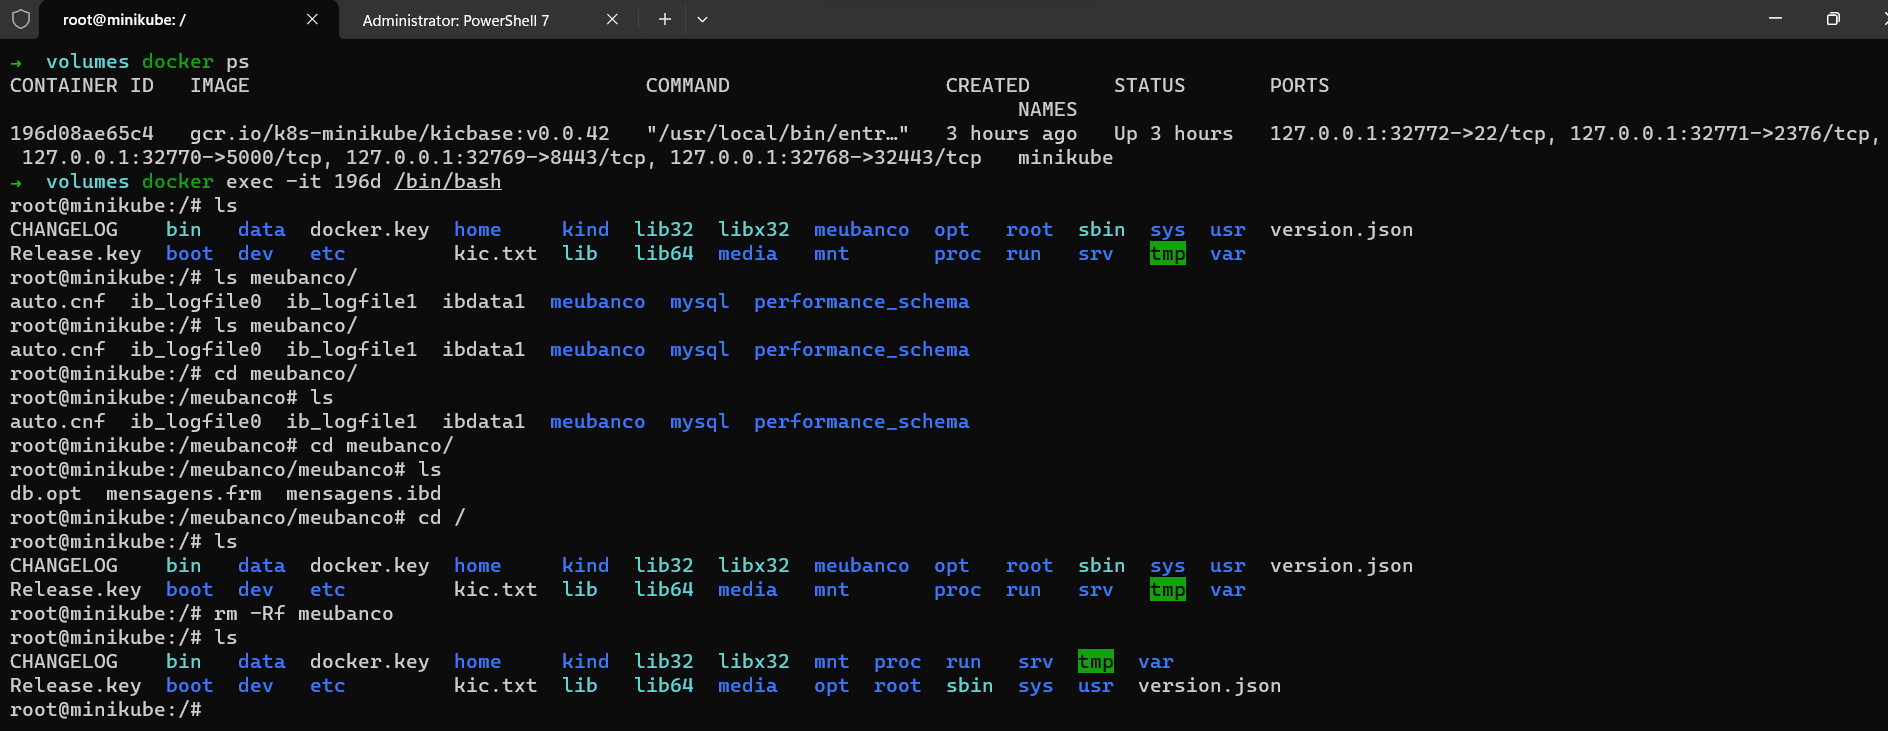 root@minikube: /
Administrator: PowerShell 7
→ volumes docker ps
CONTAINER ID   IMAGE                                 COMMAND                  CREATED       STATUS       PORTS
NAMES
196d08ae65c4   gcr.io/k8s-minikube/kicbase:v0.0.42   "/usr/local/bin/entr…"   3 hours ago   Up 3 hours   127.0.0.1:32772->22/tcp, 127.0.0.1:32771->2376/tcp,
127.0.0.1:32770->5000/tcp, 127.0.0.1:32769->8443/tcp, 127.0.0.1:32768->32443/tcp   minikube
→ volumes docker exec -it 196d /bin/bash
root@minikube:/# ls
CHANGELOG    bin   data  docker.key  home     kind  lib32  libx32  meubanco  opt   root  sbin  sys  usr  version.json
Release.key  boot  dev   etc         kic.txt  lib   lib64  media   mnt       proc  run   srv   tmp  var
root@minikube:/# ls meubanco/
auto.cnf  ib_logfile0  ib_logfile1  ibdata1  meubanco  mysql  performance_schema
root@minikube:/# ls meubanco/
auto.cnf  ib_logfile0  ib_logfile1  ibdata1  meubanco  mysql  performance_schema
root@minikube:/# cd meubanco/
root@minikube:/meubanco# ls
auto.cnf  ib_logfile0  ib_logfile1  ibdata1  meubanco  mysql  performance_schema
root@minikube:/meubanco# cd meubanco/
root@minikube:/meubanco/meubanco# ls
db.opt  mensagens.frm  mensagens.ibd
root@minikube:/meubanco/meubanco# cd /
root@minikube:/# ls
CHANGELOG    bin   data  docker.key  home     kind  lib32  libx32  meubanco  opt   root  sbin  sys  usr  version.json
Release.key  boot  dev   etc         kic.txt  lib   lib64  media   mnt       proc  run   srv   tmp  var
root@minikube:/# rm -Rf meubanco
root@minikube:/# ls
CHANGELOG    bin   data  docker.key  home     kind  lib32  libx32  mnt  proc  run   srv  tmp  var
Release.key  boot  dev   etc         kic.txt  lib   lib64  media   opt  root  sbin  sys  usr  version.json
root@minikube:/#